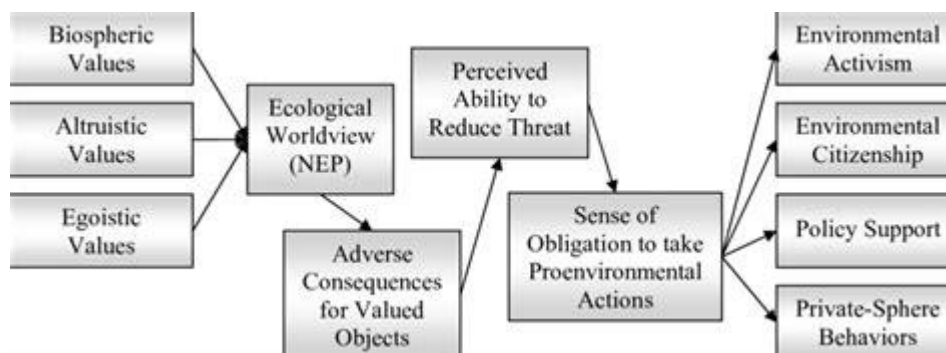 Biospheric
Values
Altruistic
Values
Egoistic
Values
Ecological
Worldview
(NEP)
Adverse
Consequences
for Valued
Objects
Perceived
Ability to
Reduce Threat
Sense of
Obligation to take
Proenvironmental
Actions
Environmental
Activism
Environmental
Citizenship
Policy Support
Private-Sphere
Behaviors